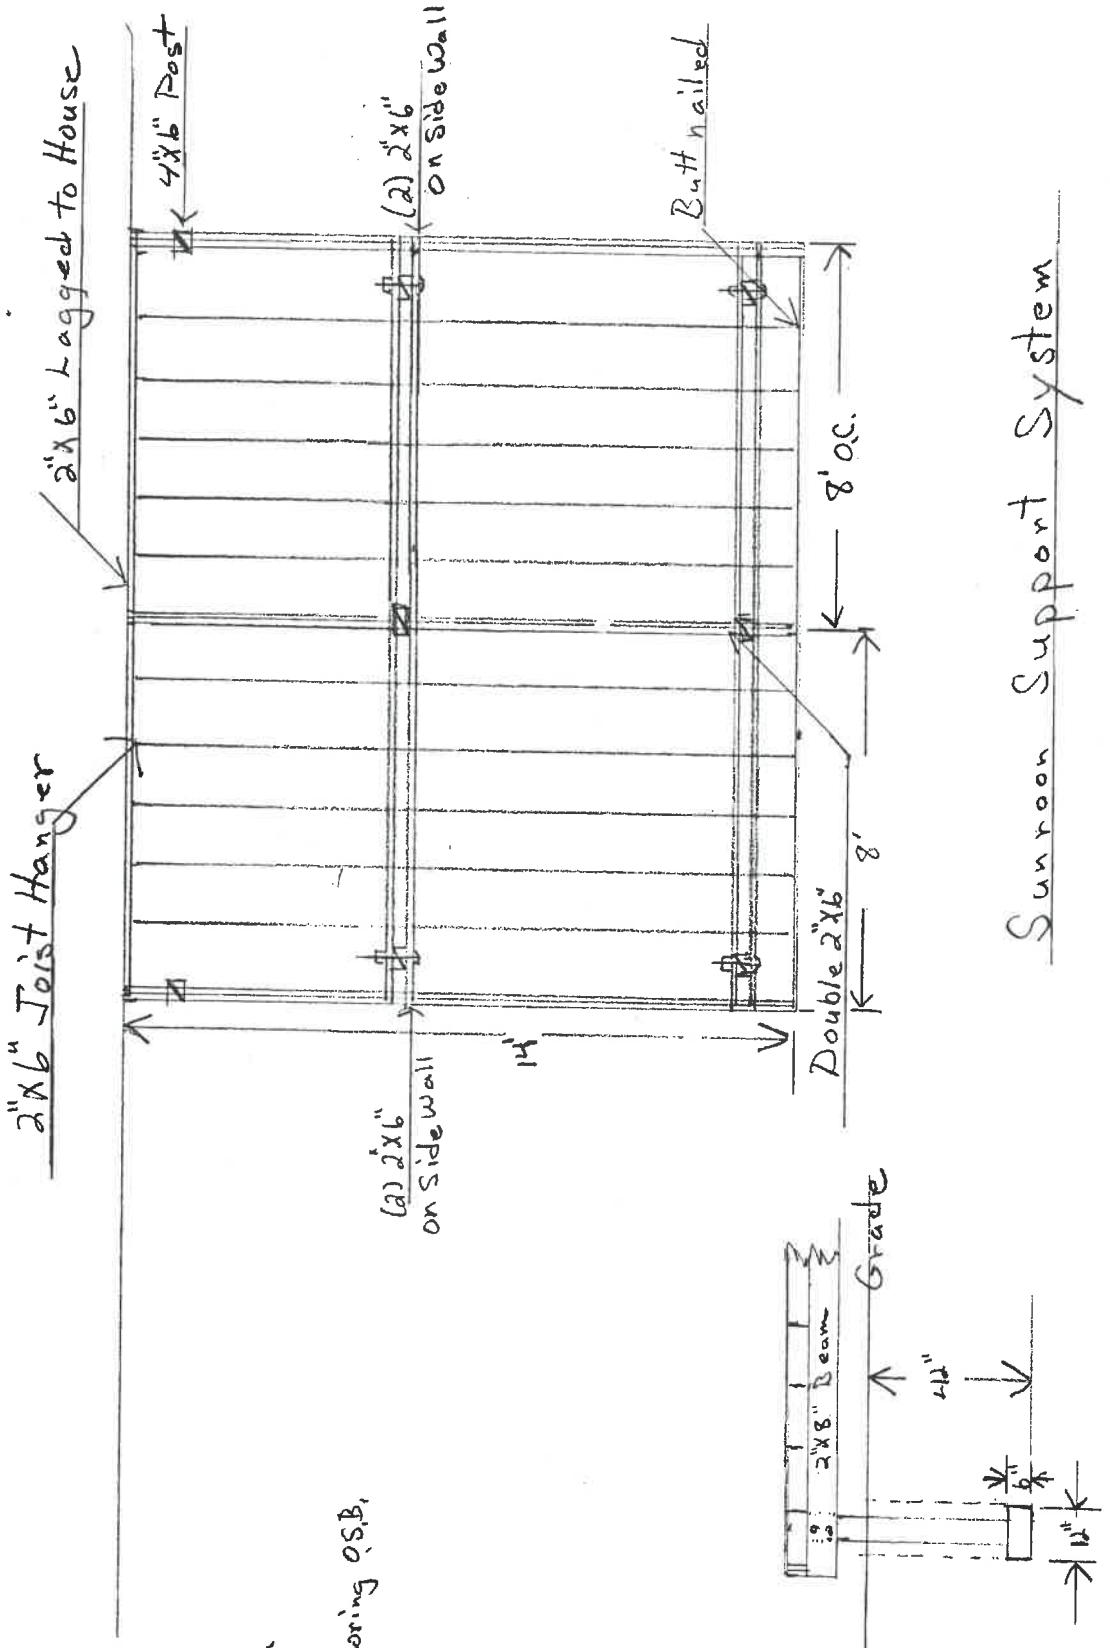 2"x6" Lagged to House
4"x6" Post
2"x6" Joist Hanger
(2) 2"x6"
on Side Wall
(2) 2"x6"
on Side Wall
Butt nailed
14'
8'
8' O.C.
Double 2"x6"
Sunroon Support System
oring O.S.B.
2"x8" Beam
Grade
42"
6"
12"